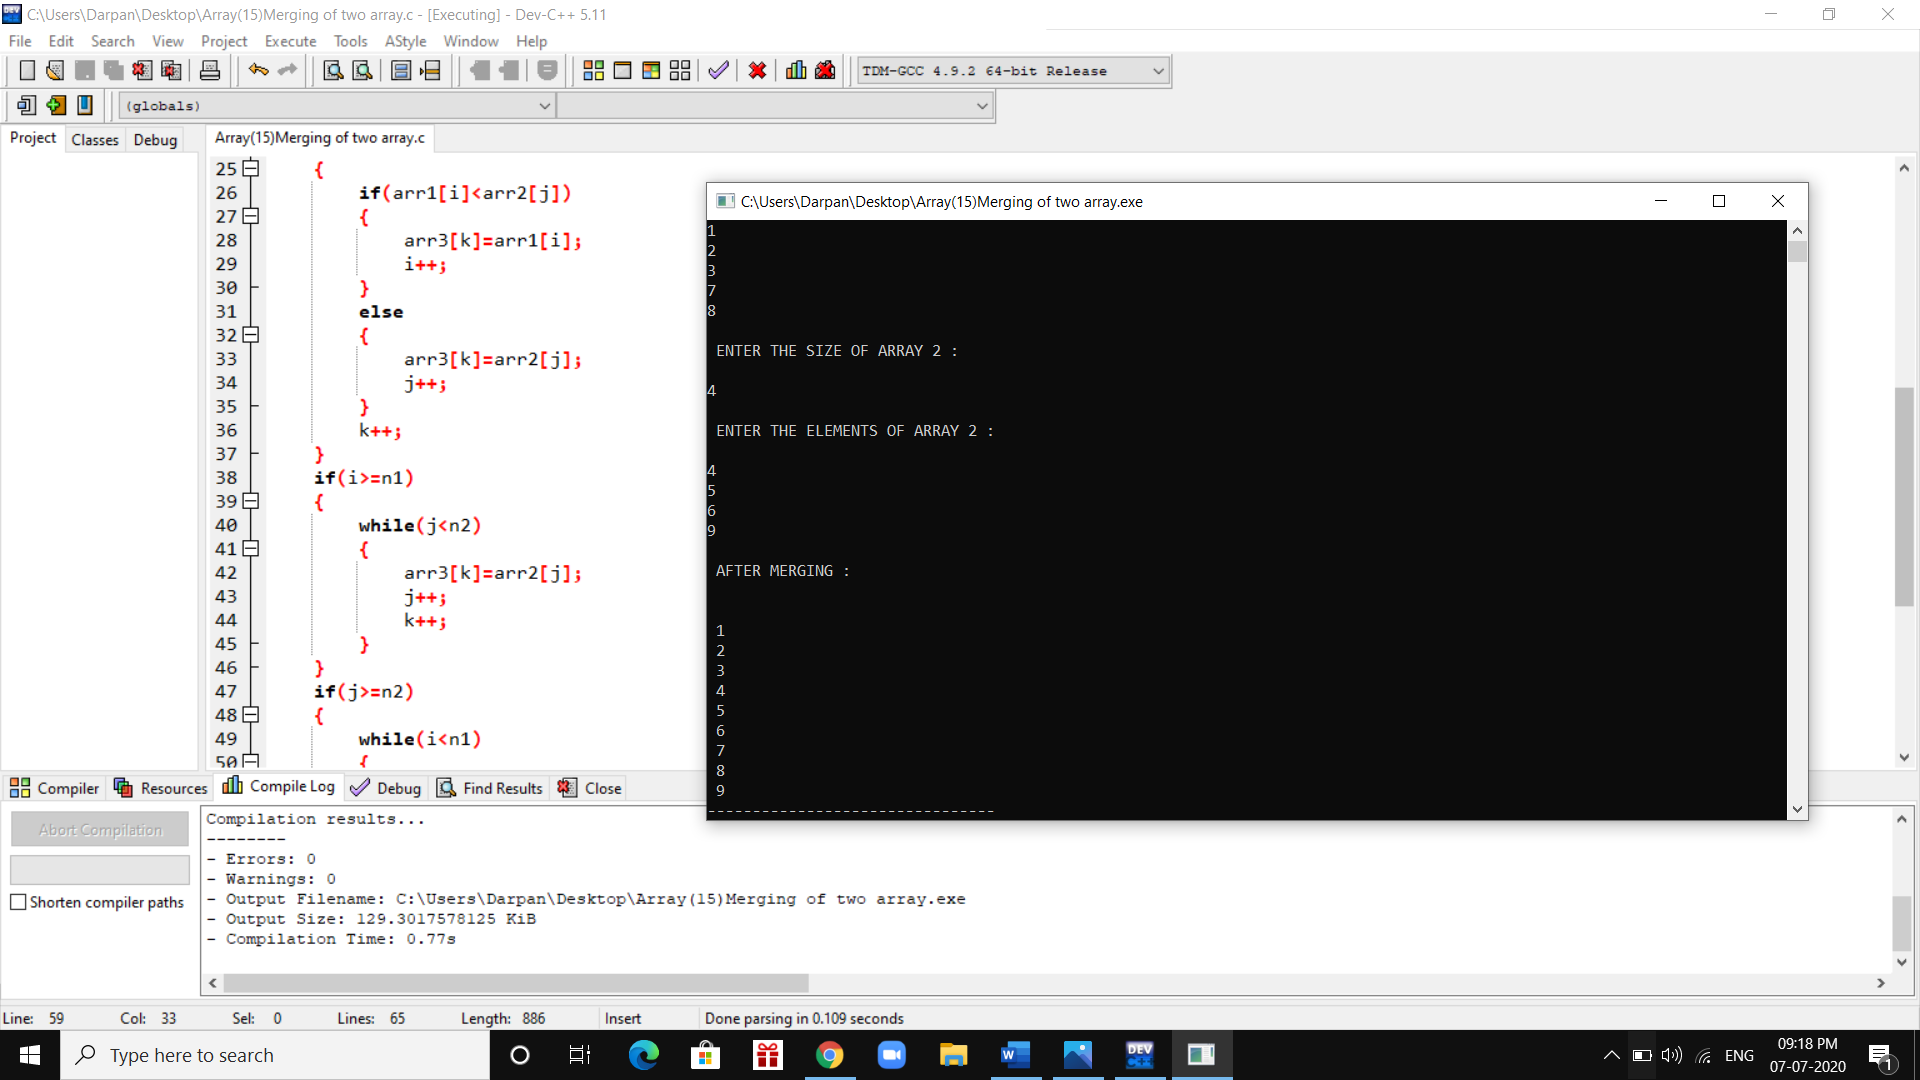 C:\Users\Darpan\Desktop\Array(15)Merging of two array.c - [Executing] - Dev-C++ 5.11
File Edit Search View Project Execute Tools AStyle Window Help
TDM-GCC 4.9.2 64-bit Release
(globals)
Project Classes Debug
Array(15)Merging of two array.c
25 {
26 if(arr1[i]<arr2[j])
27 {
28 arr3[k]=arr1[i];
29 i++;
30 }
31 else
32 {
33 arr3[k]=arr2[j];
34 j++;
35 }
36 k++;
37 }
38 if(i>=n1)
39 {
40 while(j<n2)
41 {
42 arr3[k]=arr2[j];
43 j++;
44 k++;
45 }
46 }
47 if(j>=n2)
48 {
49 while(i<n1)
50 {
C:\Users\Darpan\Desktop\Array(15)Merging of two array.exe
1
2
3
7
8
ENTER THE SIZE OF ARRAY 2 :
4
ENTER THE ELEMENTS OF ARRAY 2 :
4
5
6
9
AFTER MERGING :
1
2
3
4
5
6
7
8
9
--------------------------------
Compiler Resources Compile Log Debug Find Results Close
Abort Compilation
Shorten compiler paths
Compilation results...
--------
- Errors: 0
- Warnings: 0
- Output Filename: C:\Users\Darpan\Desktop\Array(15)Merging of two array.exe
- Output Size: 129.3017578125 KiB
- Compilation Time: 0.77s
Line: 59 Col: 33 Sel: 0 Lines: 65 Length: 886 Insert Done parsing in 0.109 seconds
Type here to search
DEV C++
ENG
09:18 PM
07-07-2020
1